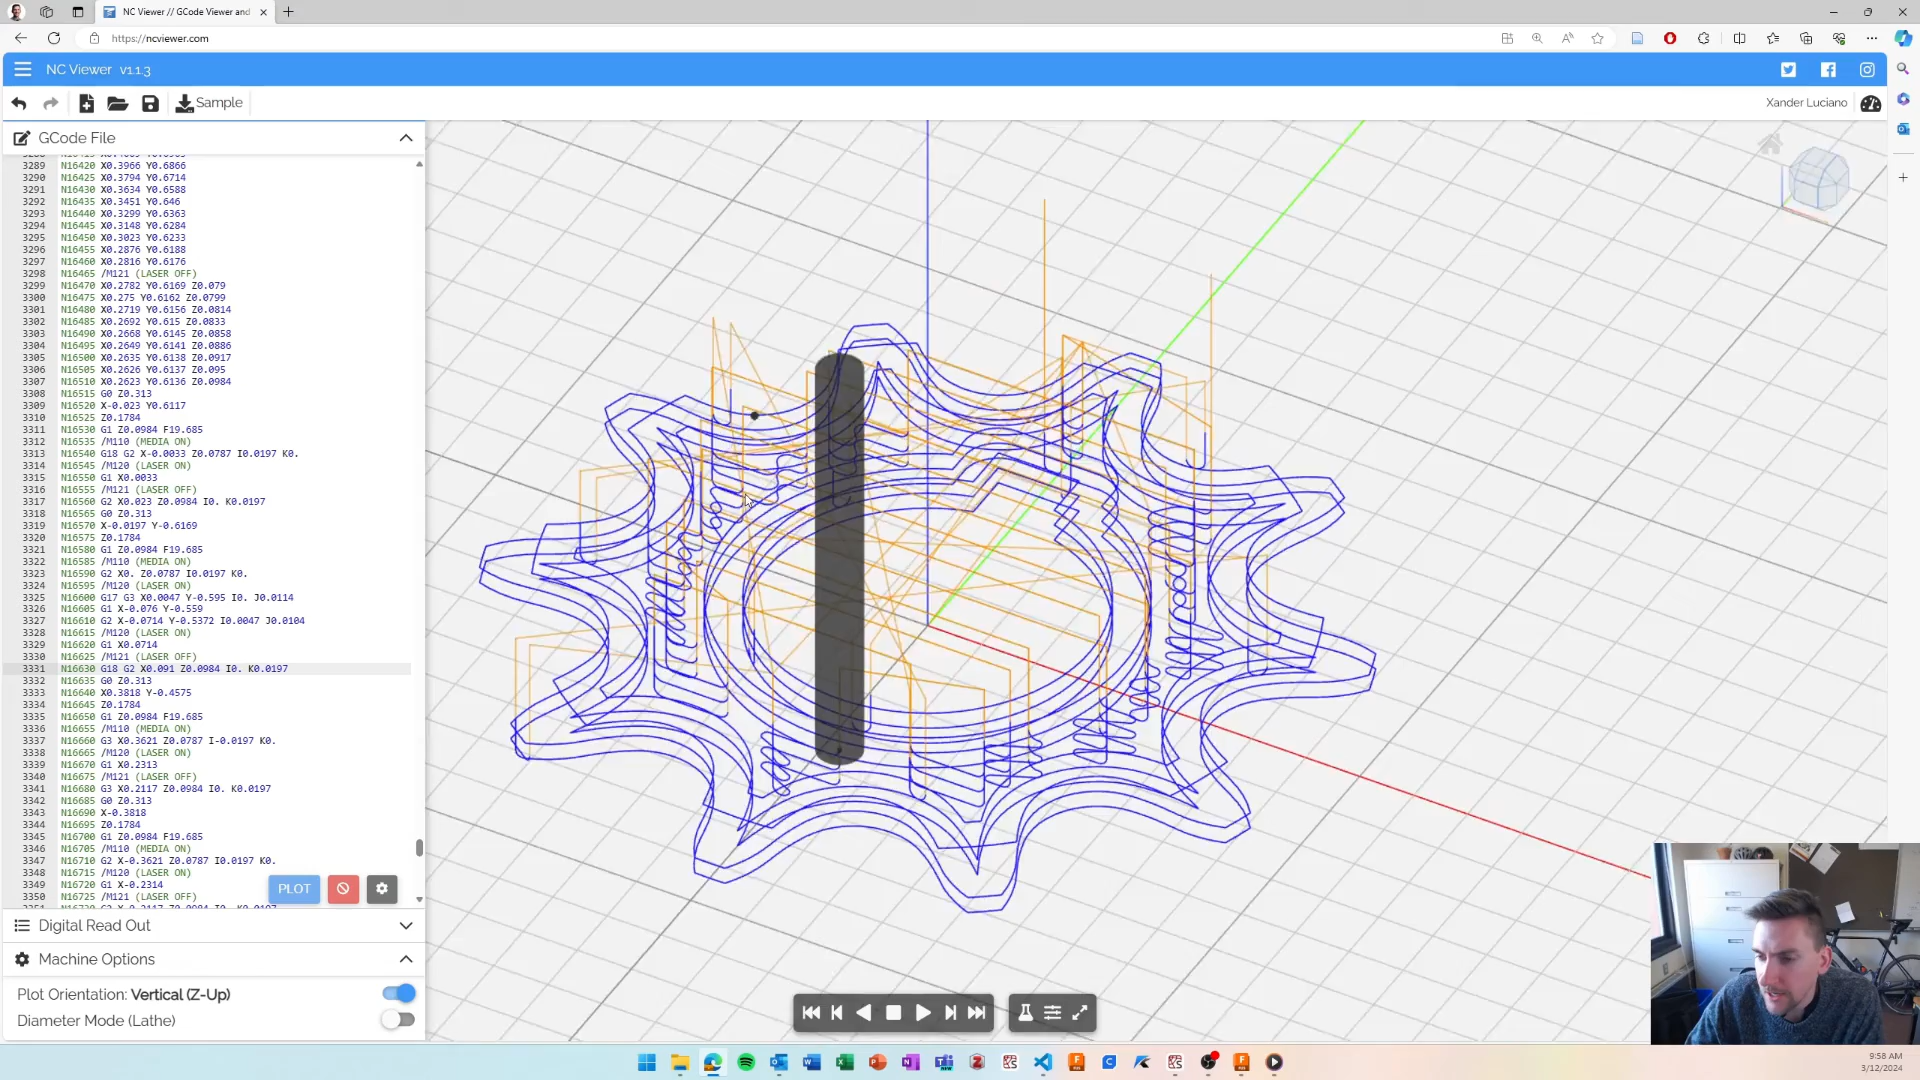 NC Viewer // GCode Viewer and
https://ncviewer.com
NC Viewer v1.1.3
Sample
Xander Luciano
GCode File
3289 N16420 X0.3966 Y0.6866
3290 N16425 X0.3794 Y0.6714
3291 N16430 X0.3634 Y0.6588
3292 N16435 X0.3451 Y0.646
3293 N16440 X0.3299 Y0.6363
3294 N16445 X0.3148 Y0.6284
3295 N16450 X0.3023 Y0.6233
3296 N16455 X0.2876 Y0.6188
3297 N16460 X0.2816 Y0.6176
3298 N16465 /M121 (LASER OFF)
3299 N16470 X0.2782 Y0.6169 Z0.079
3300 N16475 X0.275 Y0.6162 Z0.0799
3301 N16480 X0.2719 Y0.6156 Z0.0814
3302 N16485 X0.2692 Y0.615 Z0.0833
3303 N16490 X0.2668 Y0.6145 Z0.0858
3304 N16495 X0.2649 Y0.6141 Z0.0886
3305 N16500 X0.2635 Y0.6138 Z0.0917
3306 N16505 X0.2626 Y0.6137 Z0.095
3307 N16510 X0.2623 Y0.6136 Z0.0984
3308 N16515 G0 Z0.313
3309 N16520 X-0.023 Y0.6117
3310 N16525 Z0.1784
3311 N16530 G1 Z0.0984 F19.685
3312 N16535 /M110 (MEDIA ON)
3313 N16540 G18 G2 X-0.0033 Z0.0787 I0.0197 K0.
3314 N16545 /M120 (LASER ON)
3315 N16550 G1 X0.0033
3316 N16555 /M121 (LASER OFF)
3317 N16560 G2 X0.023 Z0.0984 I0. K0.0197
3318 N16565 G0 Z0.313
3319 N16570 X-0.0197 Y-0.6169
3320 N16575 Z0.1784
3321 N16580 G1 Z0.0984 F19.685
3322 N16585 /M110 (MEDIA ON)
3323 N16590 G2 X0. Z0.0787 I0.0197 K0.
3324 N16595 /M120 (LASER ON)
3325 N16600 G17 G3 X0.0047 Y-0.595 I0. J0.0114
3326 N16605 G1 X-0.076 Y-0.559
3327 N16610 G2 X-0.0714 Y-0.5372 I0.0047 J0.0104
3328 N16615 /M120 (LASER ON)
3329 N16620 G1 X0.0714
3330 N16625 /M121 (LASER OFF)
3331 N16630 G18 G2 X0.091 Z0.0984 I0. K0.0197
3332 N16635 G0 Z0.313
3333 N16640 X0.3818 Y-0.4575
3334 N16645 Z0.1784
3335 N16650 G1 Z0.0984 F19.685
3336 N16655 /M110 (MEDIA ON)
3337 N16660 G3 X0.3621 Z0.0787 I-0.0197 K0.
3338 N16665 /M120 (LASER ON)
3339 N16670 G1 X0.2313
3340 N16675 /M121 (LASER OFF)
3341 N16680 G3 X0.2117 Z0.0984 I0. K0.0197
3342 N16685 G0 Z0.313
3343 N16690 X-0.3818
3344 N16695 Z0.1784
3345 N16700 G1 Z0.0984 F19.685
3346 N16705 /M110 (MEDIA ON)
3347 N16710 G2 X-0.3621 Z0.0787 I0.0197 K0.
3348 N16715 /M120 (LASER ON)
3349 N16720 G1 X-0.2314
3350 N16725 /M121 (LASER OFF)
PLOT
Digital Read Out
Machine Options
Plot Orientation: Vertical (Z-Up)
Diameter Mode (Lathe)
9:58 AM
3/12/2024